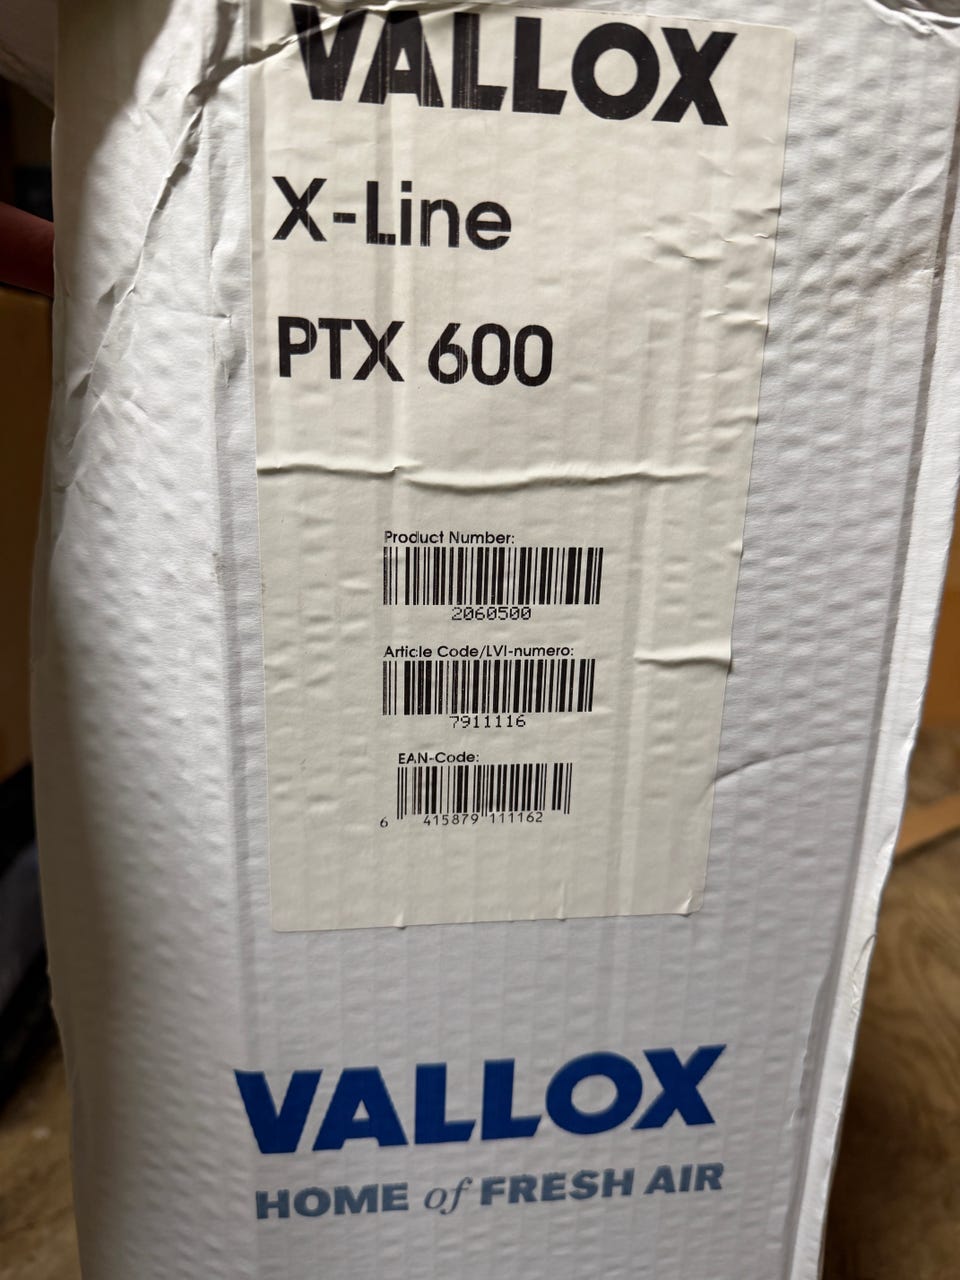 VALLOX
X-Line
PTX 600
Product Number:
2060500
Article Code/LVI-numero:
7911116
EAN-Code:
6 415879 111162
VALLOX
HOME of FRESH AIR